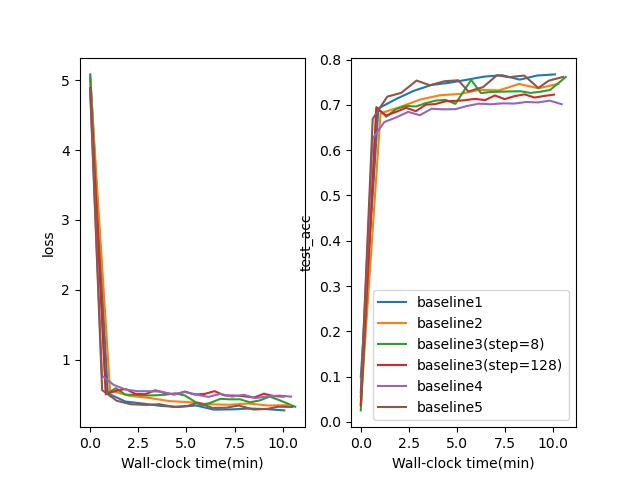 5
4
3
2
1
loss
0.0 2.5 5.0 7.5 10.0
Wall-clock time(min)
0.8
0.7
0.6
0.5
0.4
0.3
0.2
0.1
0.0
test_acc
baseline1
baseline2
baseline3(step=8)
baseline3(step=128)
baseline4
baseline5
0.0 2.5 5.0 7.5 10.0
Wall-clock time(min)